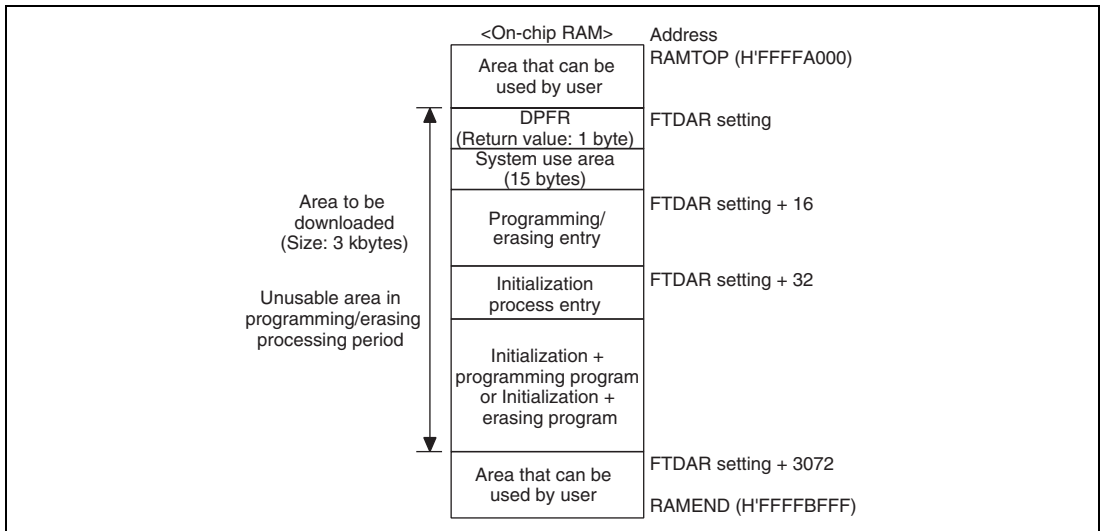 <On-chip RAM>
Address
RAMTOP (H'FFFFA000)
Area that can be
used by user
DPFR
(Return value: 1 byte)
FTDAR setting
System use area
(15 bytes)
Area to be
downloaded
(Size: 3 kbytes)
Programming/
erasing entry
FTDAR setting + 16
Initialization
process entry
FTDAR setting + 32
Unusable area in
programming/erasing
processing period
Initialization +
programming program
or Initialization +
erasing program
Area that can be
used by user
FTDAR setting + 3072
RAMEND (H'FFFFBFFF)